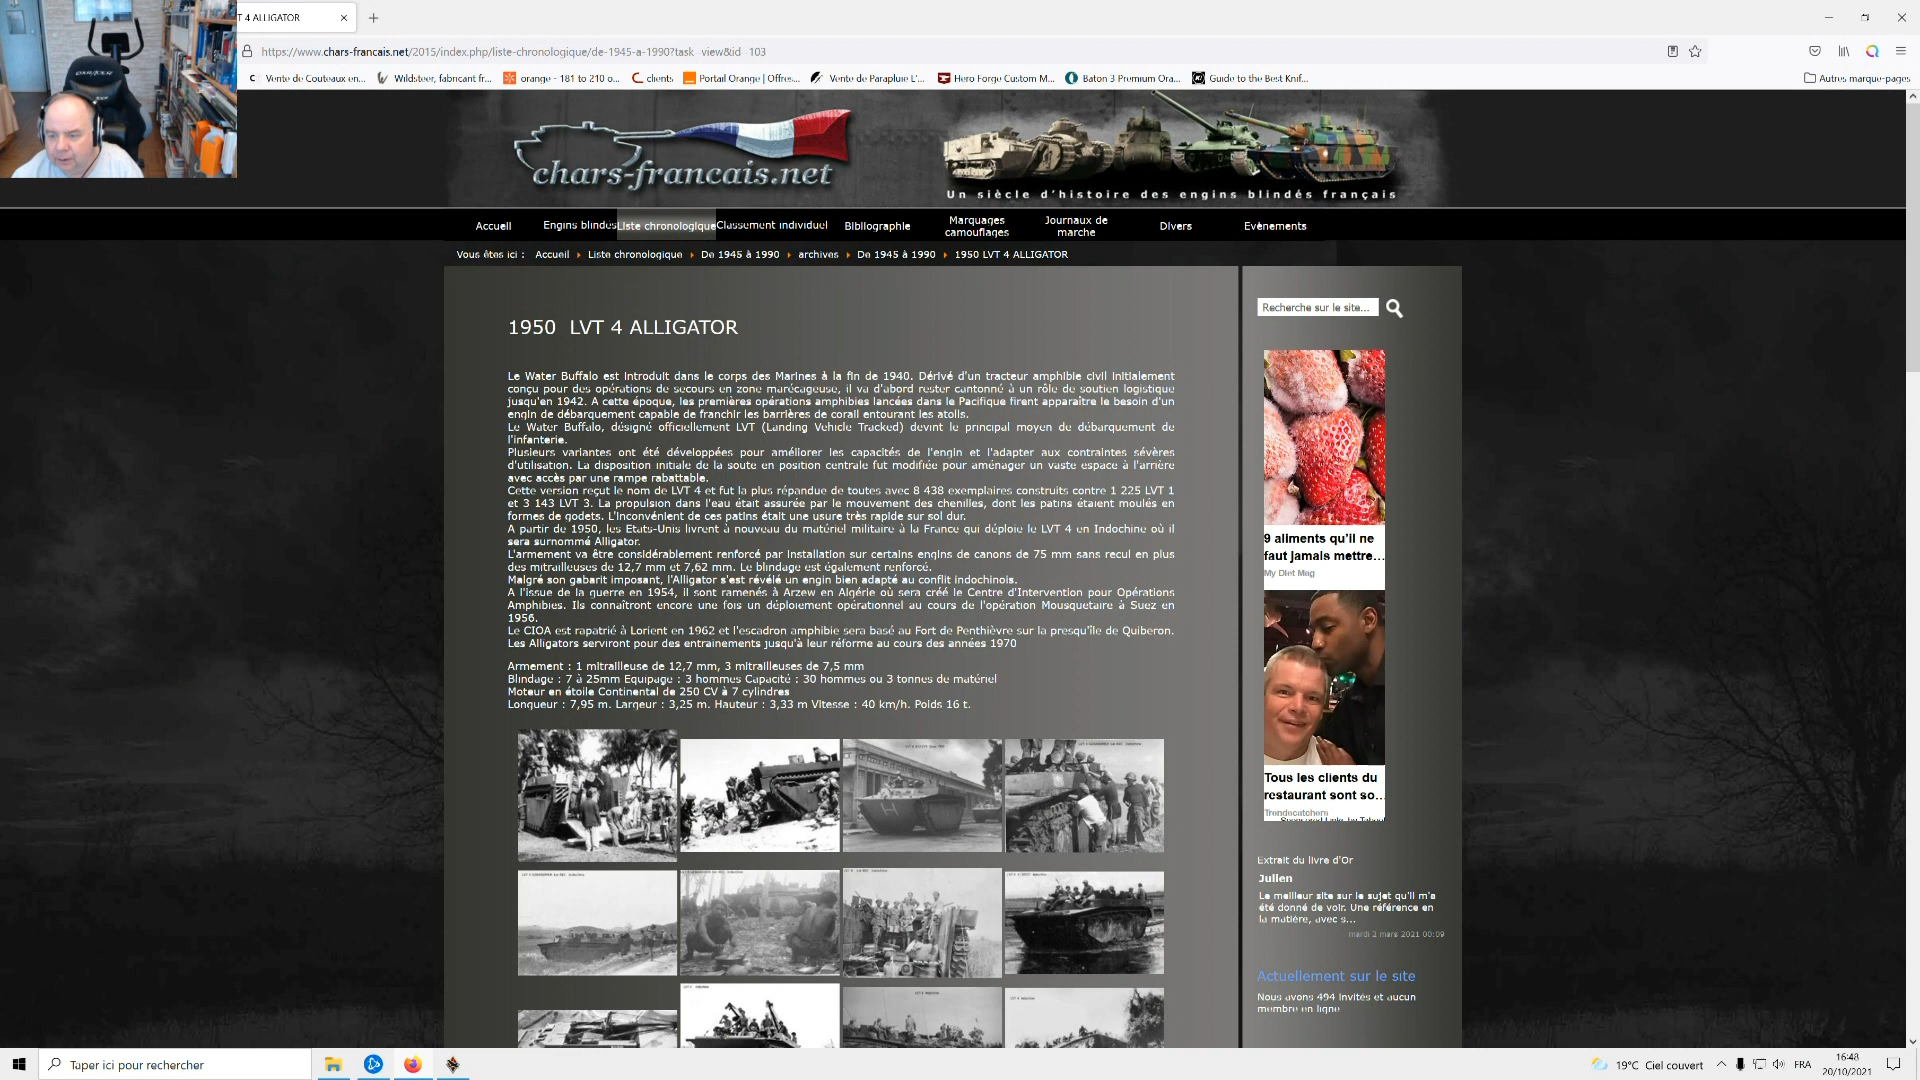 T 4 ALLIGATOR
https://www.chars-francais.net/2015/index.php/liste-chronologique/de-1945-a-1990?task view&id 103
Vente de Couteaux en...
Wildsteer, fabricant fr...
orange - 181 to 210 o...
clients
Portail Orange | Offres...
Vente de Parapluie L'...
Hero Forge Custom M...
Baton 3 Premium Ora...
Guide to the Best Knif...
Autres marque-pages
chars-francais.net
Un siècle d'histoire des engins blindés français
Accueil
Engins blindés
Liste chronologique
Classement individuel
Bibliographie
Marquages camouflages
Journaux de marche
Divers
Evènements
Vous êtes ici : Accueil Liste chronologique De 1945 à 1990 archives De 1945 à 1990 1950 LVT 4 ALLIGATOR
1950 LVT 4 ALLIGATOR
Le Water Buffalo est introduit dans le corps des Marines à la fin de 1940. Dérivé d'un tracteur amphibie civil initialement
conçu pour des opérations de secours en zone marécageuse, il va d'abord rester cantonné à un rôle de soutien logistique
jusqu'en 1942. A cette époque, les premières opérations amphibies lancées dans le Pacifique firent apparaître le besoin d'un
engin de débarquement capable de franchir les barrières de corail entourant les atolls.
Le Water Buffalo, désigné officiellement LVT (Landing Vehicle Tracked) devint le principal moyen de débarquement de
l'infanterie.
Plusieurs variantes ont été développées pour améliorer les capacités de l'engin et l'adapter aux contraintes sévères
d'utilisation. La disposition initiale de la soute en position centrale fut modifiée pour aménager un vaste espace à l'arrière
avec accès par une rampe rabattable.
Cette version reçut le nom de LVT 4 et fut la plus répandue de toutes avec 8 438 exemplaires construits contre 1 225 LVT 1
et 3 143 LVT 3. La propulsion dans l'eau était assurée par le mouvement des chenilles, dont les patins étaient moulés en
formes de godets. L'inconvénient de ces patins était une usure très rapide sur sol dur.
A partir de 1950, les Etats-Unis livrent à nouveau du matériel militaire à la France qui déploie le LVT 4 en Indochine où il
sera surnommé Alligator.
L'armement va être considérablement renforcé par installation sur certains engins de canons de 75 mm sans recul en plus
des mitrailleuses de 12,7 mm et 7,62 mm. Le blindage est également renforcé.
Malgré son gabarit imposant, l'Alligator s'est révélé un engin bien adapté au conflit indochinois.
A l'issue de la guerre en 1954, il sont ramenés à Arzew en Algérie où sera créé le Centre d'Intervention pour Opérations
Amphibies. Ils connaîtront encore une fois un déploiement opérationnel au cours de l'opération Mousquetaire à Suez en
1956.
Le CIOA est rapatrié à Lorient en 1962 et l'escadron amphibie sera basé au Fort de Penthièvre sur la presqu'île de Quiberon.
Les Alligators serviront pour des entrainements jusqu'à leur réforme au cours des années 1970
Armement : 1 mitrailleuse de 12,7 mm, 3 mitrailleuses de 7,5 mm
Blindage : 7 à 25mm Equipage : 3 hommes Capacité : 30 hommes ou 3 tonnes de matériel
Moteur en étoile Continental de 250 CV à 7 cylindres
Longueur : 7,95 m. Largeur : 3,25 m. Hauteur : 3,33 m Vitesse : 40 km/h. Poids 16 t.
Recherche sur le site...
9 aliments qu'il ne
faut jamais mettre...
My Diet Mag
Tous les clients du
restaurant sont so...
Trendscatchers
Extrait du livre d'Or
Julien
Le meilleur site sur le sujet qu'il m'a
été donné de voir. Une référence en
la matière, avec s...
mardi 2 mars 2021 00:09
Actuellement sur le site
Nous avons 494 invités et aucun
membre en ligne
Taper ici pour rechercher
19°C Ciel couvert
FRA
16:48
20/10/2021